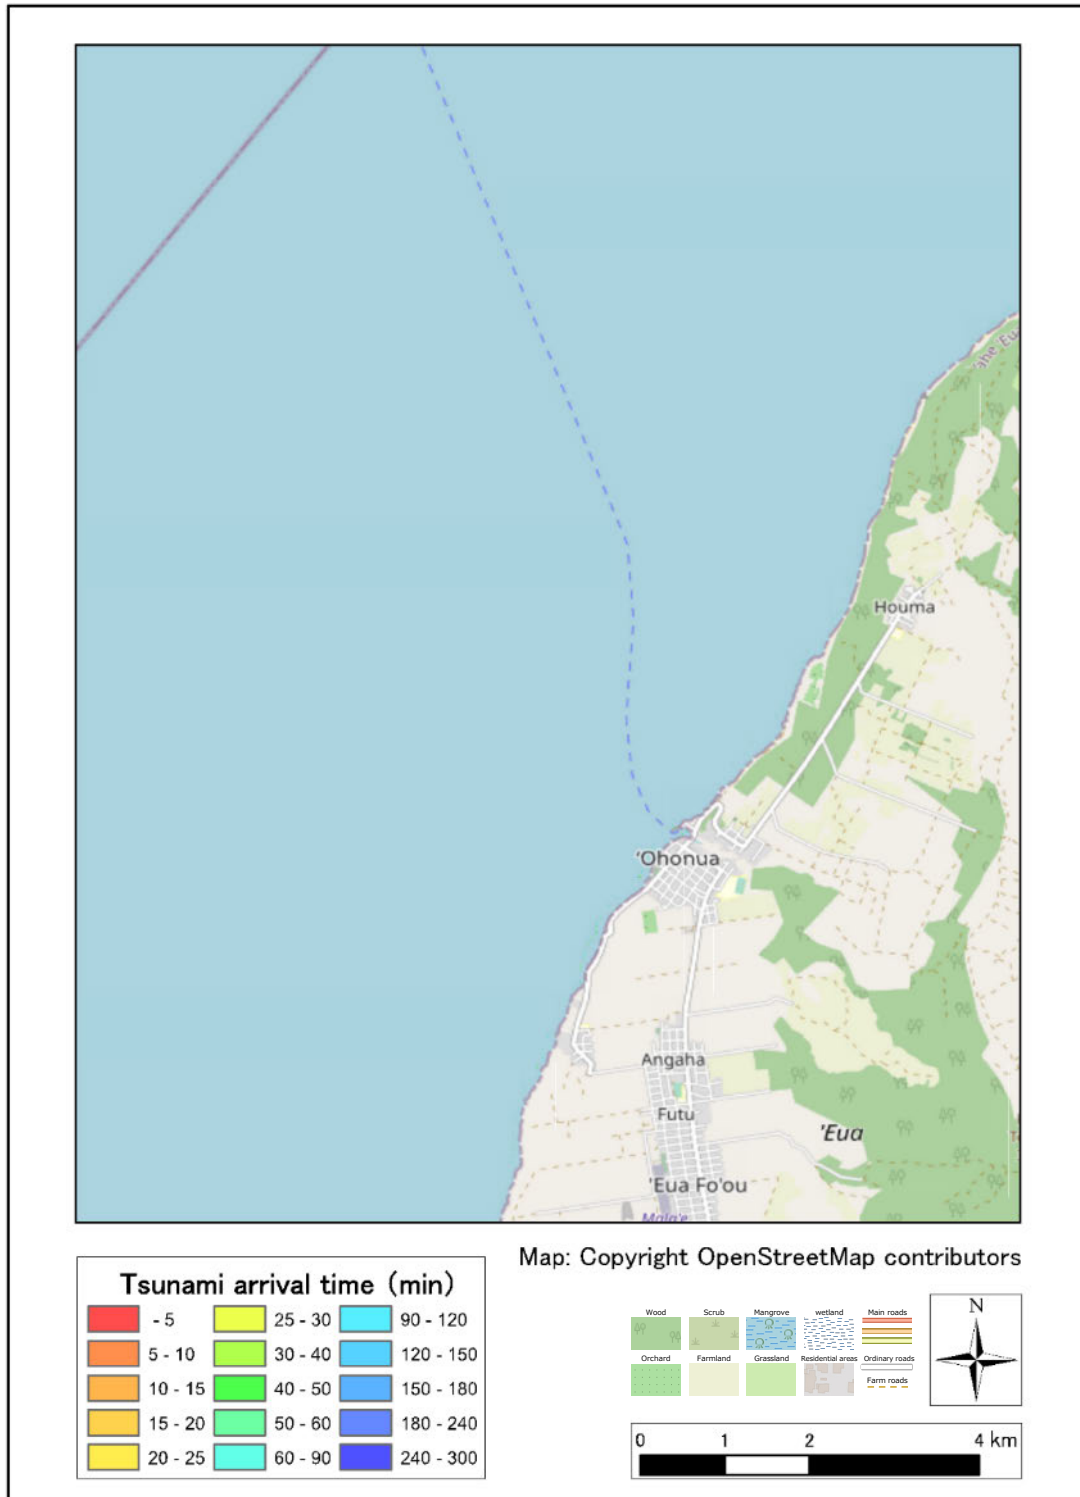 'Eua
Houma
'Ohonua
Angaha
Futu
'Eua
'Eua Fo'ou
Map: Copyright OpenStreetMap contributors
Tsunami arrival time (min)
- 5
5 - 10
10 - 15
15 - 20
20 - 25
25 - 30
30 - 40
40 - 50
50 - 60
60 - 90
90 - 120
120 - 150
150 - 180
180 - 240
240 - 300
Wood
Scrub
Mangrove
wetland
Main roads
Orchard
Farmland
Grassland
Residential areas
Ordinary roads
Farm roads
N
0 1 2 4 km